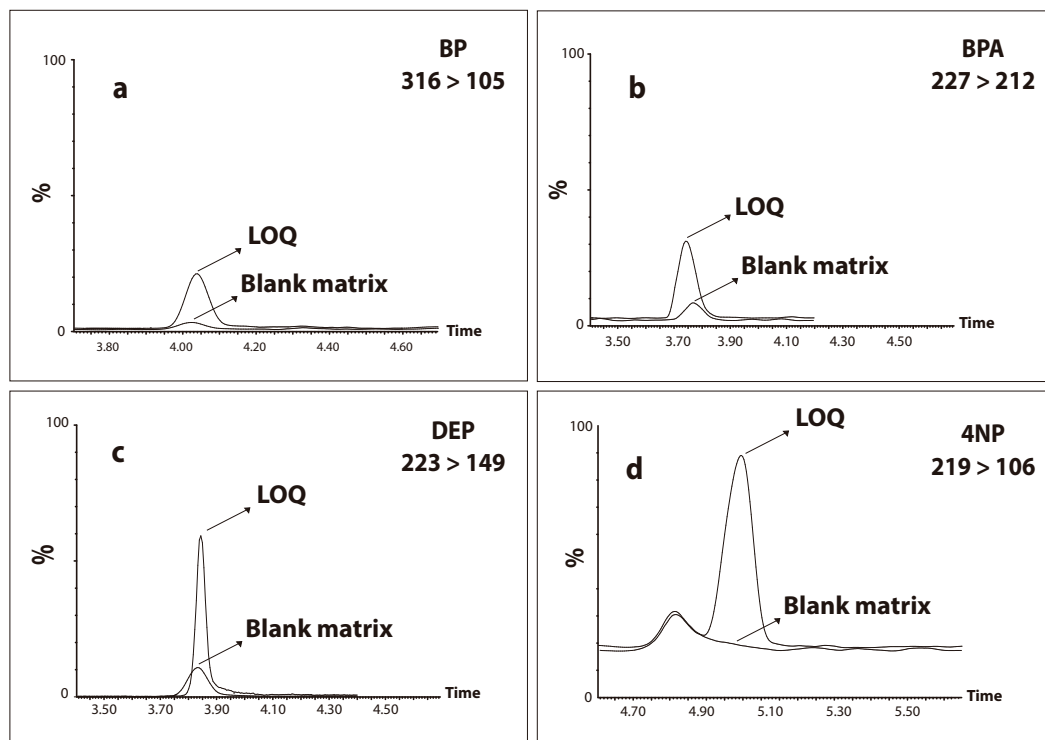 BP
316 > 105
a
100
%
LOQ
Blank matrix
0
Time
3.80 4.00 4.20 4.40 4.60
BPA
227 > 212
b
100
%
LOQ
Blank matrix
0
Time
3.50 3.70 3.90 4.10 4.30 4.50
DEP
223 > 149
c
100
%
LOQ
Blank matrix
0
Time
3.50 3.70 3.90 4.10 4.30 4.50
LOQ
4NP
219 > 106
d
100
%
Blank matrix
0
Time
4.70 4.90 5.10 5.30 5.50